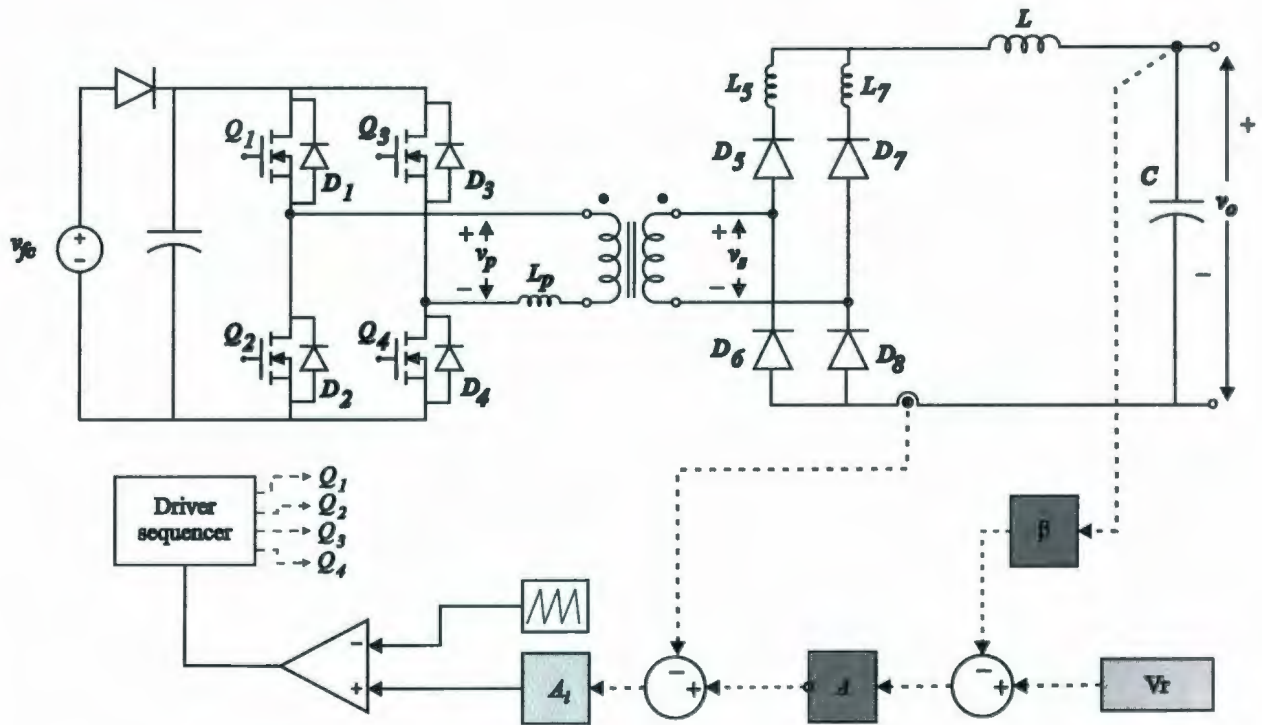 L
L5 L7
Q1 Q3
D5 D7
D1 D3
C
+
vfc
+
−
+
vp
−
Lp
+
vs
−
vo
−
Q2 Q4
D6 D8
D2 D4
Driver
sequencer
Q1
Q2
Q3
Q4
β
−
+
Ai
−
+
−
+
Vr